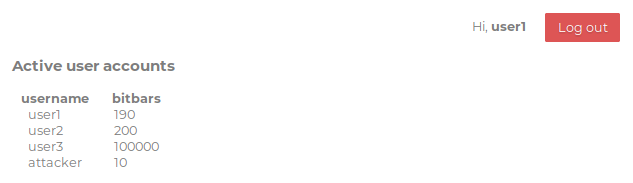 Hi, user1 Log out
Active user accounts
username bitbars
user1 190
user2 200
user3 100000
attacker 10